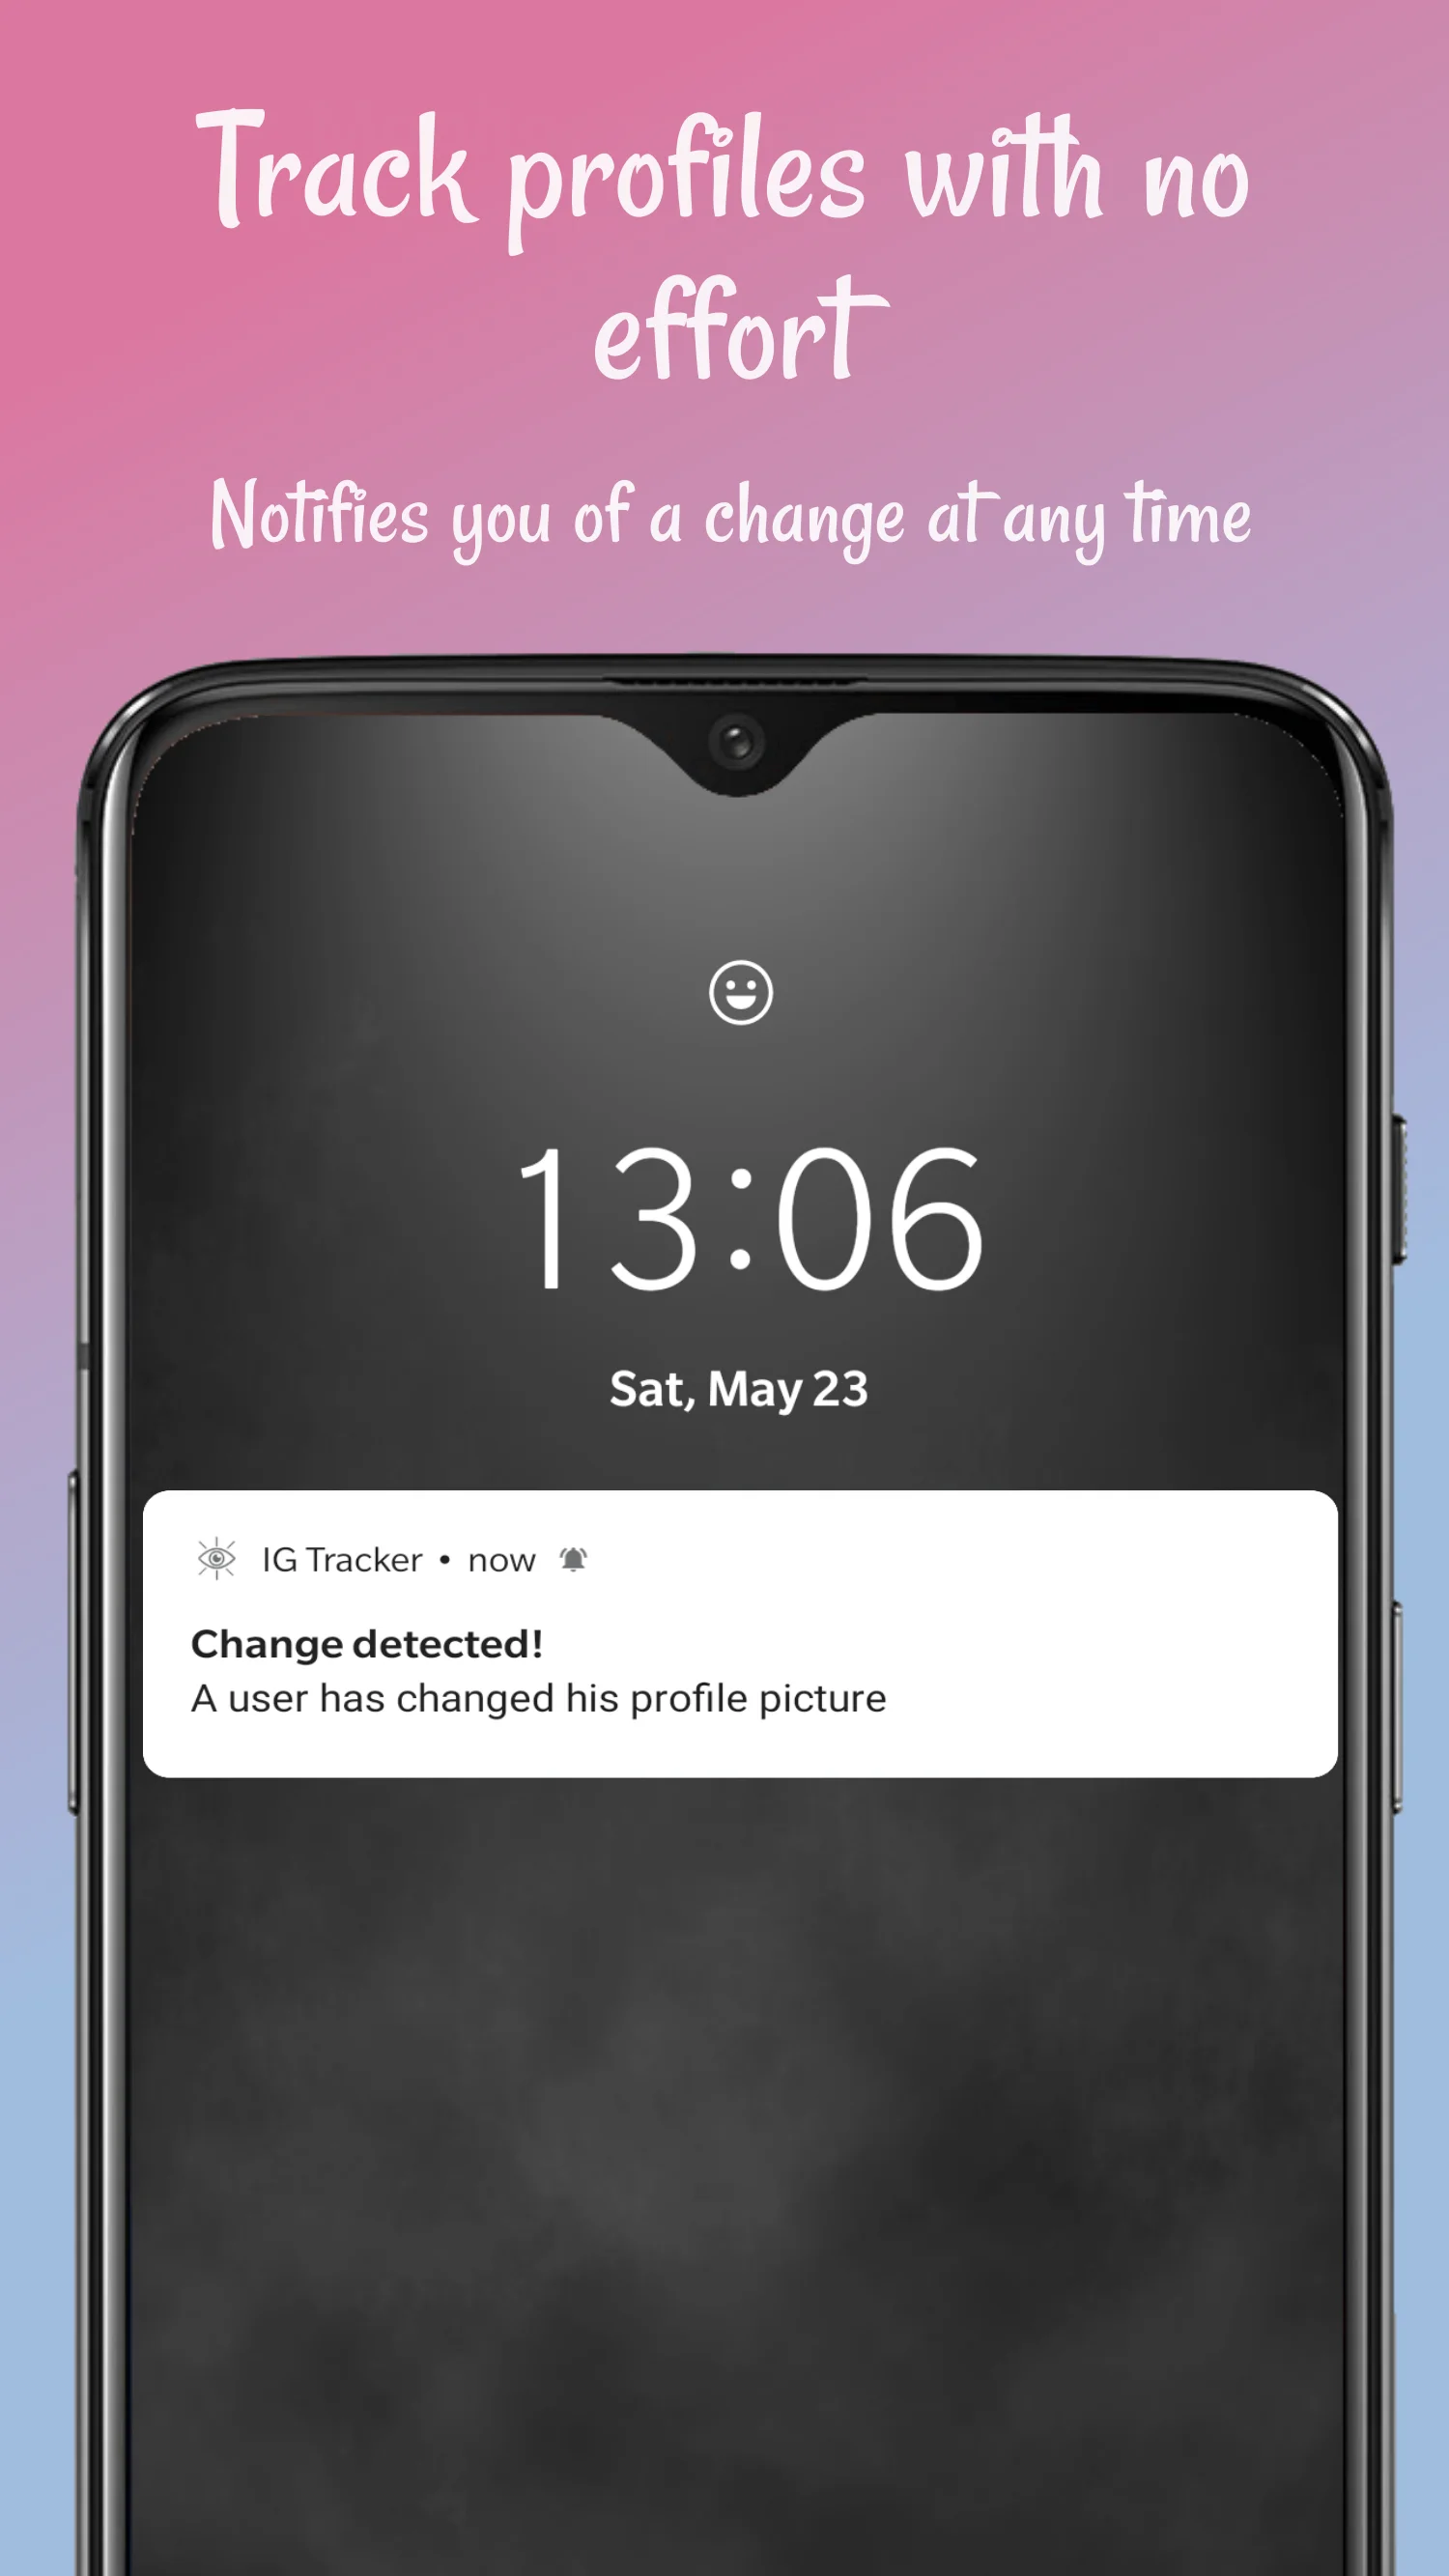 Track profiles with no
effort
Notifies you of a change at any time
13:06
Sat, May 23
IG Tracker • now
Change detected!
A user has changed his profile picture